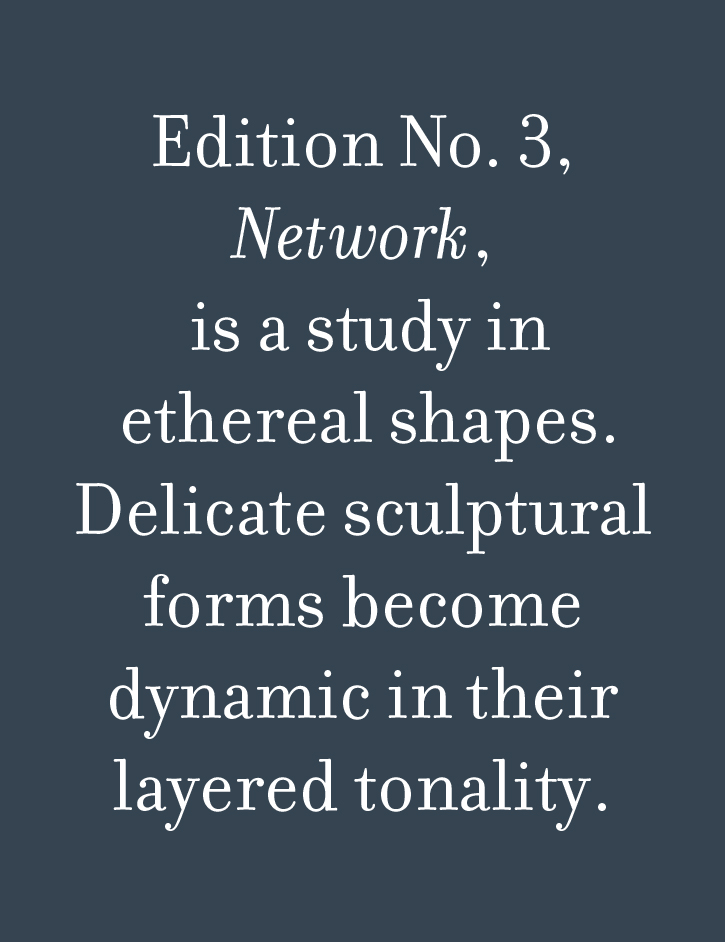 Edition No. 3,
Network,
is a study in
ethereal shapes.
Delicate sculptural
forms become
dynamic in their
layered tonality.